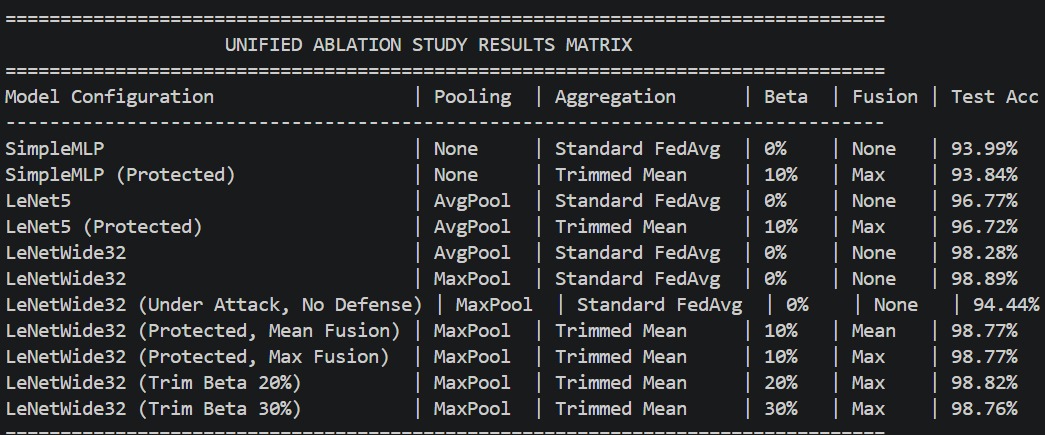 ================================================================================
UNIFIED ABLATION STUDY RESULTS MATRIX
================================================================================
Model Configuration | Pooling | Aggregation | Beta | Fusion | Test Acc
--------------------------------------------------------------------------------
SimpleMLP | None | Standard FedAvg | 0% | None | 93.99%
SimpleMLP (Protected) | None | Trimmed Mean | 10% | Max | 93.84%
LeNet5 | AvgPool | Standard FedAvg | 0% | None | 96.77%
LeNet5 (Protected) | AvgPool | Trimmed Mean | 10% | Max | 96.72%
LeNetWide32 | AvgPool | Standard FedAvg | 0% | None | 98.28%
LeNetWide32 | MaxPool | Standard FedAvg | 0% | None | 98.89%
LeNetWide32 (Under Attack, No Defense) | MaxPool | Standard FedAvg | 0% | None | 94.44%
LeNetWide32 (Protected, Mean Fusion) | MaxPool | Trimmed Mean | 10% | Mean | 98.77%
LeNetWide32 (Protected, Max Fusion) | MaxPool | Trimmed Mean | 10% | Max | 98.77%
LeNetWide32 (Trim Beta 20%) | MaxPool | Trimmed Mean | 20% | Max | 98.82%
LeNetWide32 (Trim Beta 30%) | MaxPool | Trimmed Mean | 30% | Max | 98.76%
================================================================================